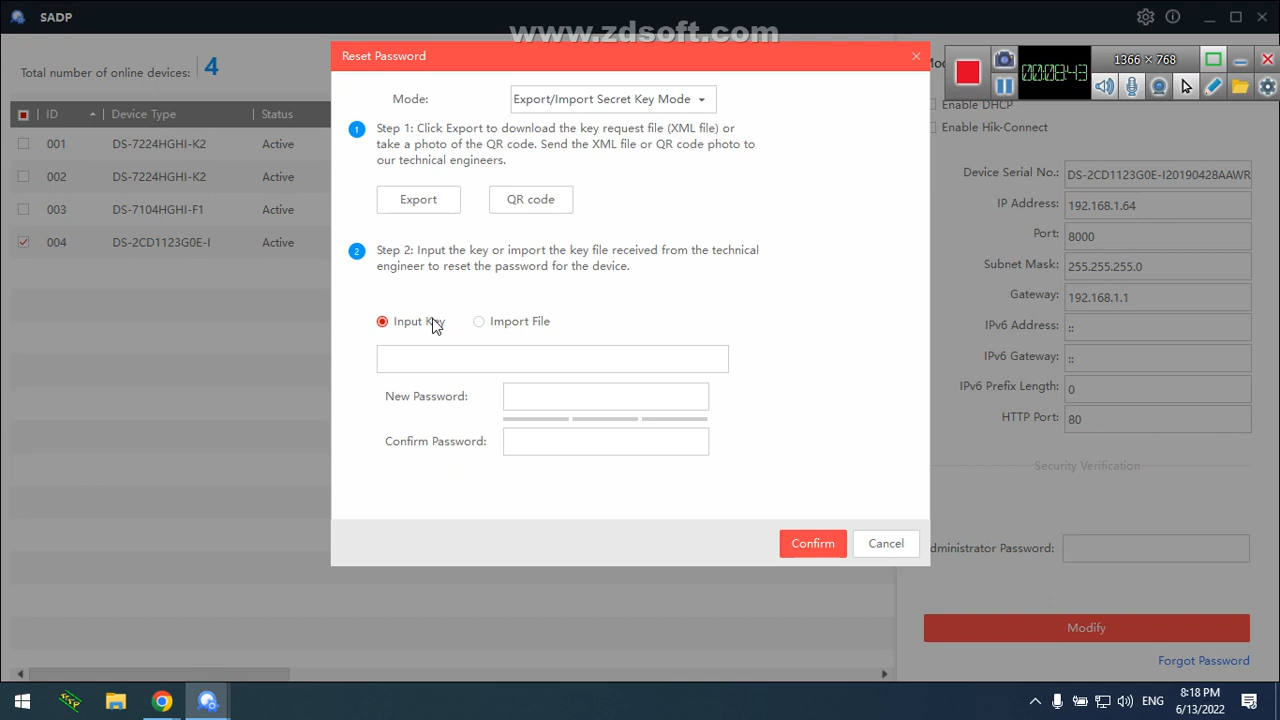 SADP
www.zdsoft.com
Total number of online devices: 4
Reset Password
1366 × 768
00:08:43
ID Device Type Status
001 DS-7224HGHI-K2 Active
002 DS-7224HGHI-K2 Active
003 DS-7104HGHI-F1 Active
004 DS-2CD1123G0E-I Active
Mode: Export/Import Secret Key Mode
1 Step 1: Click Export to download the key request file (XML file) or
take a photo of the QR code. Send the XML file or QR code photo to
our technical engineers.
Export QR code
2 Step 2: Input the key or import the key file received from the technical
engineer to reset the password for the device.
Input Key Import File
New Password:
Confirm Password:
Confirm Cancel
Enable DHCP
Enable Hik-Connect
Device Serial No.: DS-2CD1123G0E-I20190428AAWR
IP Address: 192.168.1.64
Port: 8000
Subnet Mask: 255.255.255.0
Gateway: 192.168.1.1
IPv6 Address: ::
IPv6 Gateway: ::
IPv6 Prefix Length: 0
HTTP Port: 80
Security Verification
dministrator Password:
Modify
Forgot Password
ENG
8:18 PM
6/13/2022